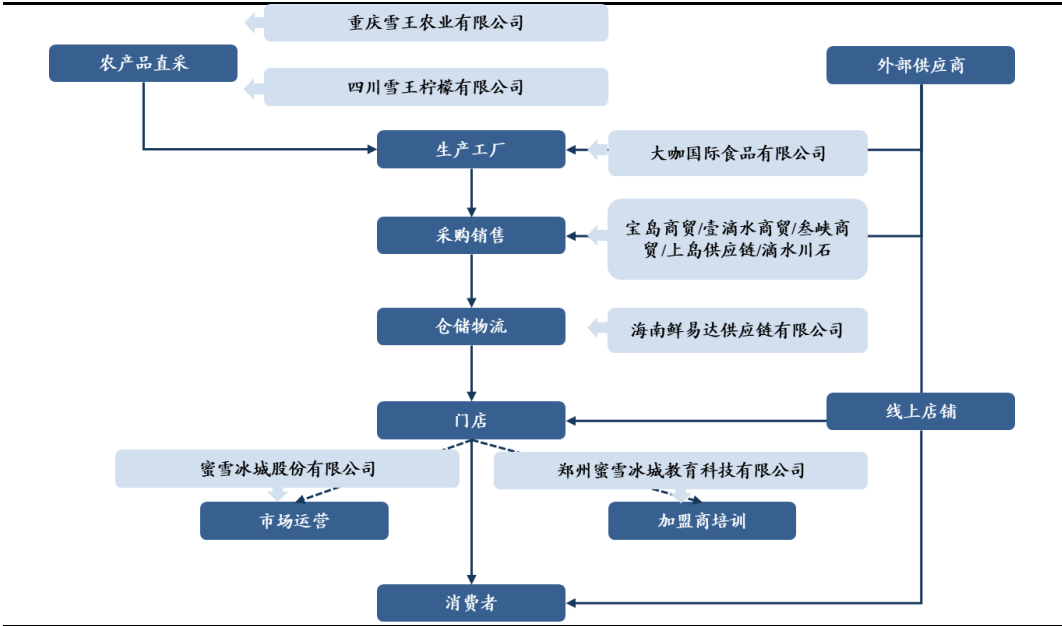 重庆雪王农业有限公司
农产品直采
外部供应商
四川雪王柠檬有限公司
生产工厂
大咖国际食品有限公司
采购销售
宝岛商贸/壹滴水商贸/叁峡商
贸/上岛供应链/滴水川石
仓储物流
海南鲜易达供应链有限公司
门店
线上店铺
蜜雪冰城股份有限公司
郑州蜜雪冰城教育科技有限公司
市场运营
加盟商培训
消费者